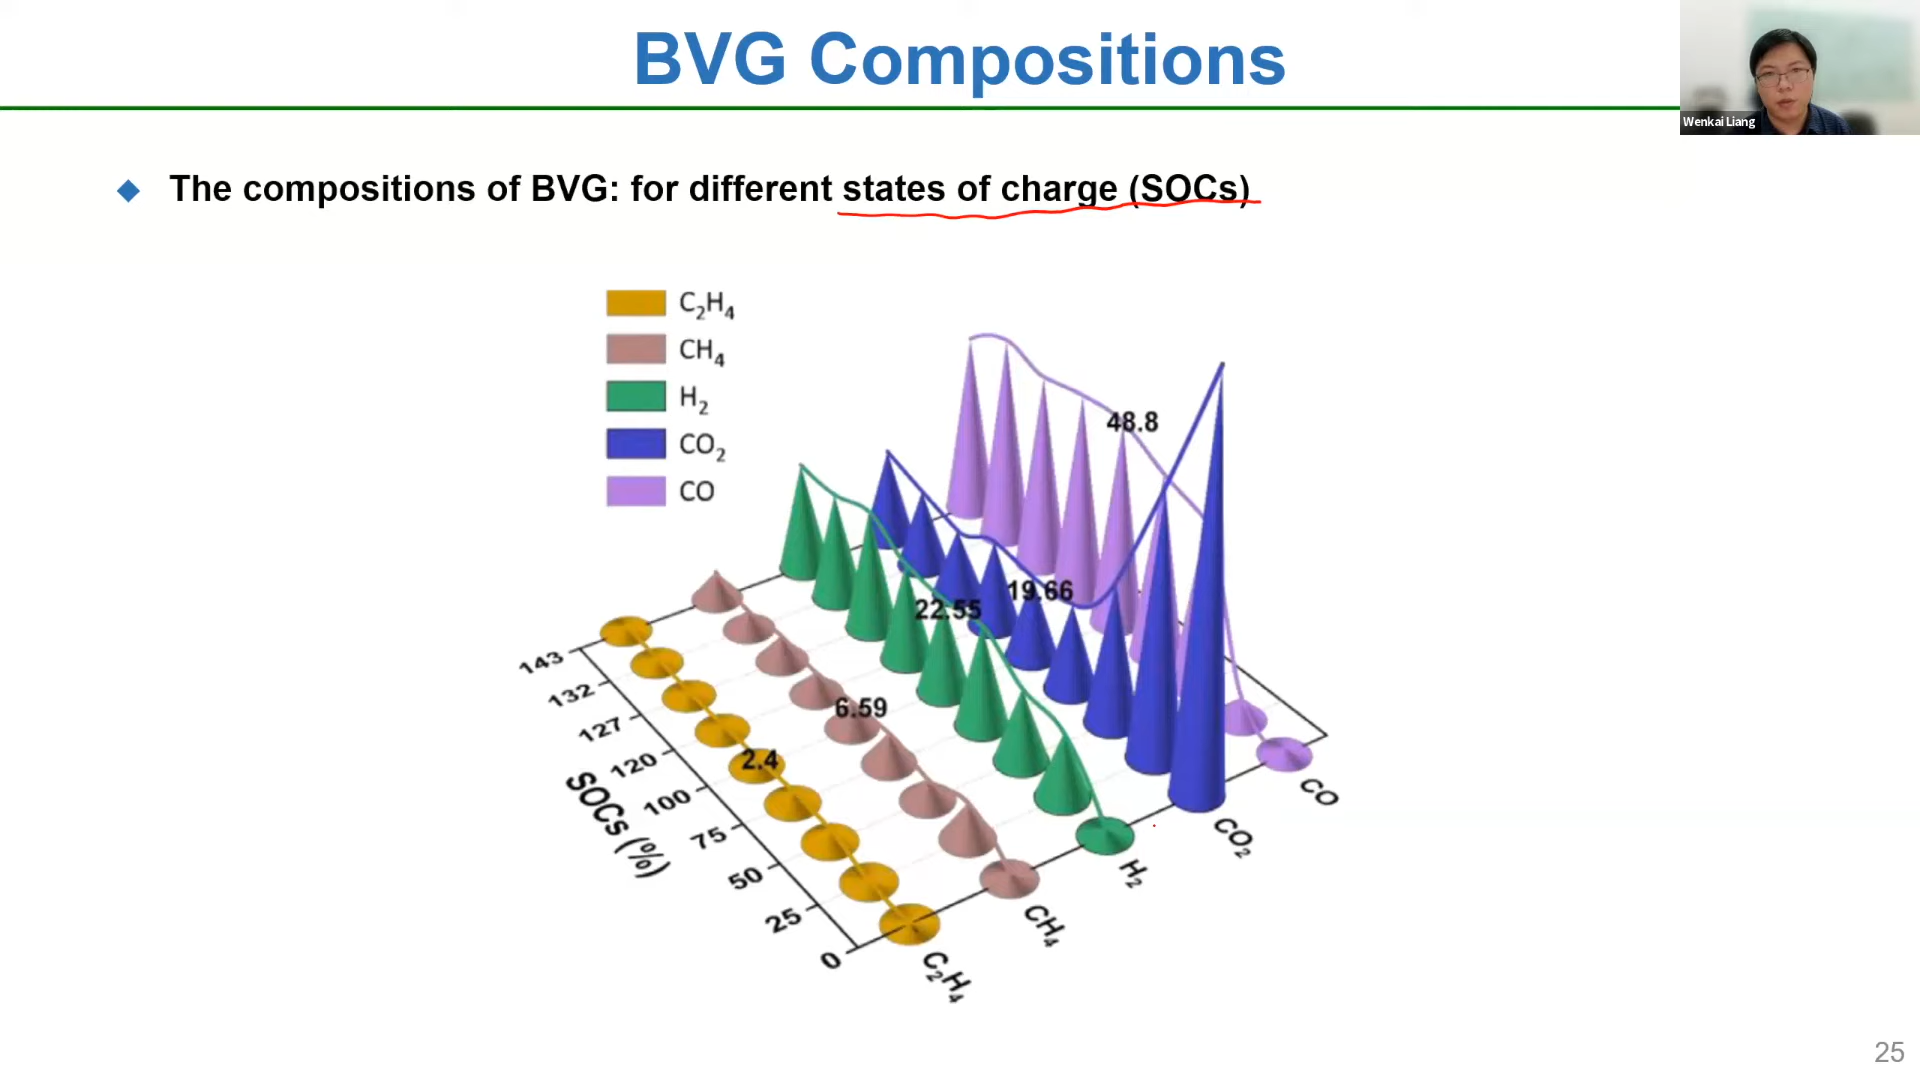 BVG Compositions
Wenkai Liang
The compositions of BVG: for different states of charge (SOCs)
C₂H₄
CH₄
H₂
CO₂
CO
48.8
19.66
22.55
6.59
2.4
143
132
127
120
100
75
50
25
0
SOCs (%)
C₂H₄
CH₄
H₂
CO₂
CO
25